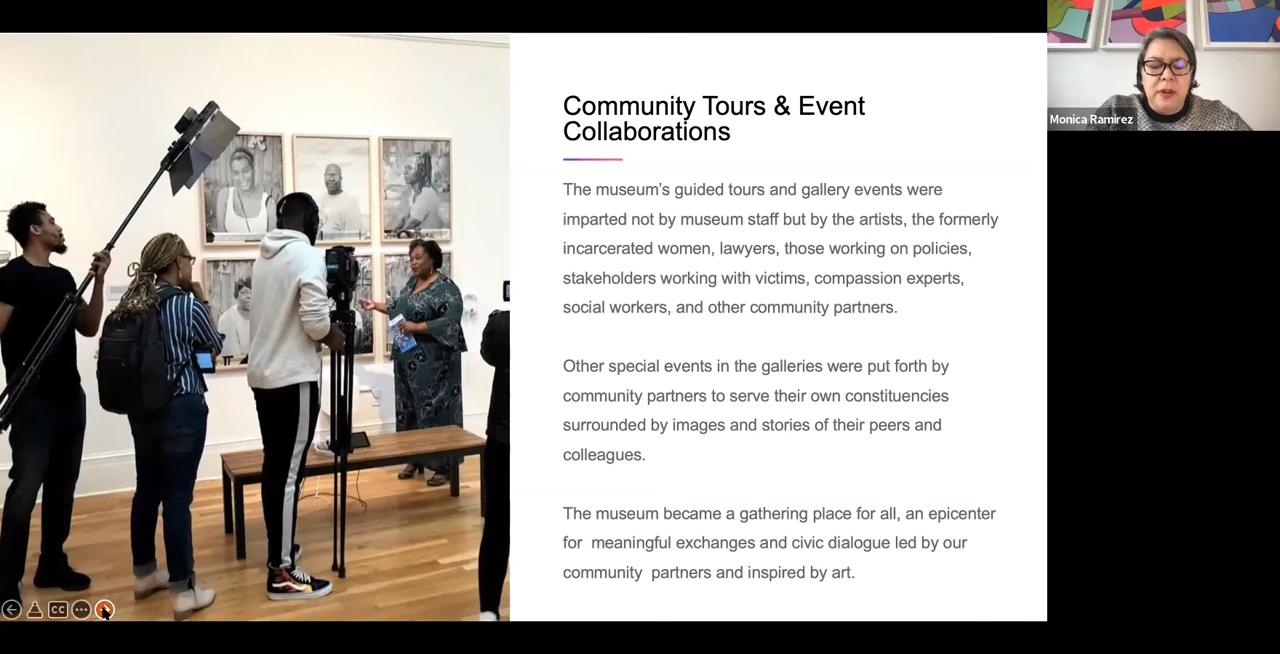 Community Tours & Event
Collaborations
The museum’s guided tours and gallery events were
imparted not by museum staff but by the artists, the formerly
incarcerated women, lawyers, those working on policies,
stakeholders working with victims, compassion experts,
social workers, and other community partners.
Other special events in the galleries were put forth by
community partners to serve their own constituencies
surrounded by images and stories of their peers and
colleagues.
The museum became a gathering place for all, an epicenter
for  meaningful exchanges and civic dialogue led by our
community  partners and inspired by art.
Monica Ramirez
CC